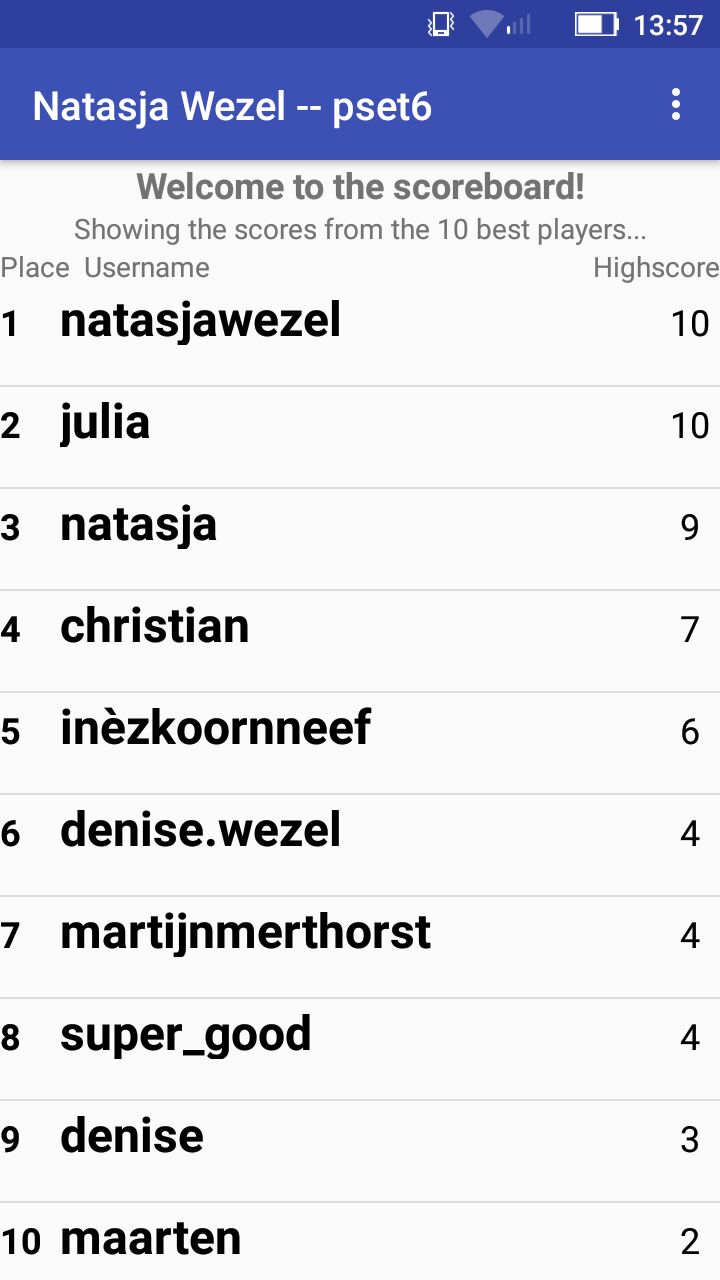 13:57
Natasja Wezel -- pset6
Welcome to the scoreboard!
Showing the scores from the 10 best players...
Place Username Highscore
1 natasjawezel 10
2 julia 10
3 natasja 9
4 christian 7
5 inèzkoornneef 6
6 denise.wezel 4
7 martijnmerthorst 4
8 super_good 4
9 denise 3
10 maarten 2